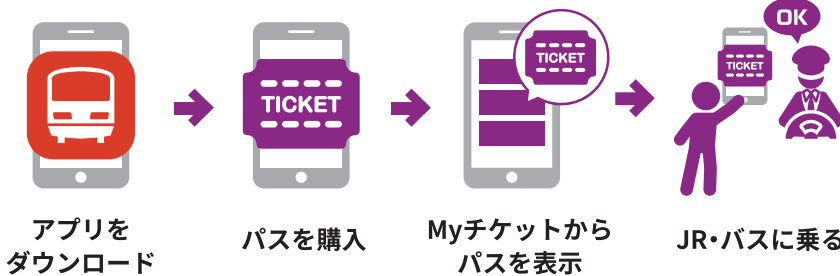 TICKET
TICKET
TICKET
OK
アプリを
ダウンロード
パスを購入
Myチケットから
パスを表示
JR・バスに乗る